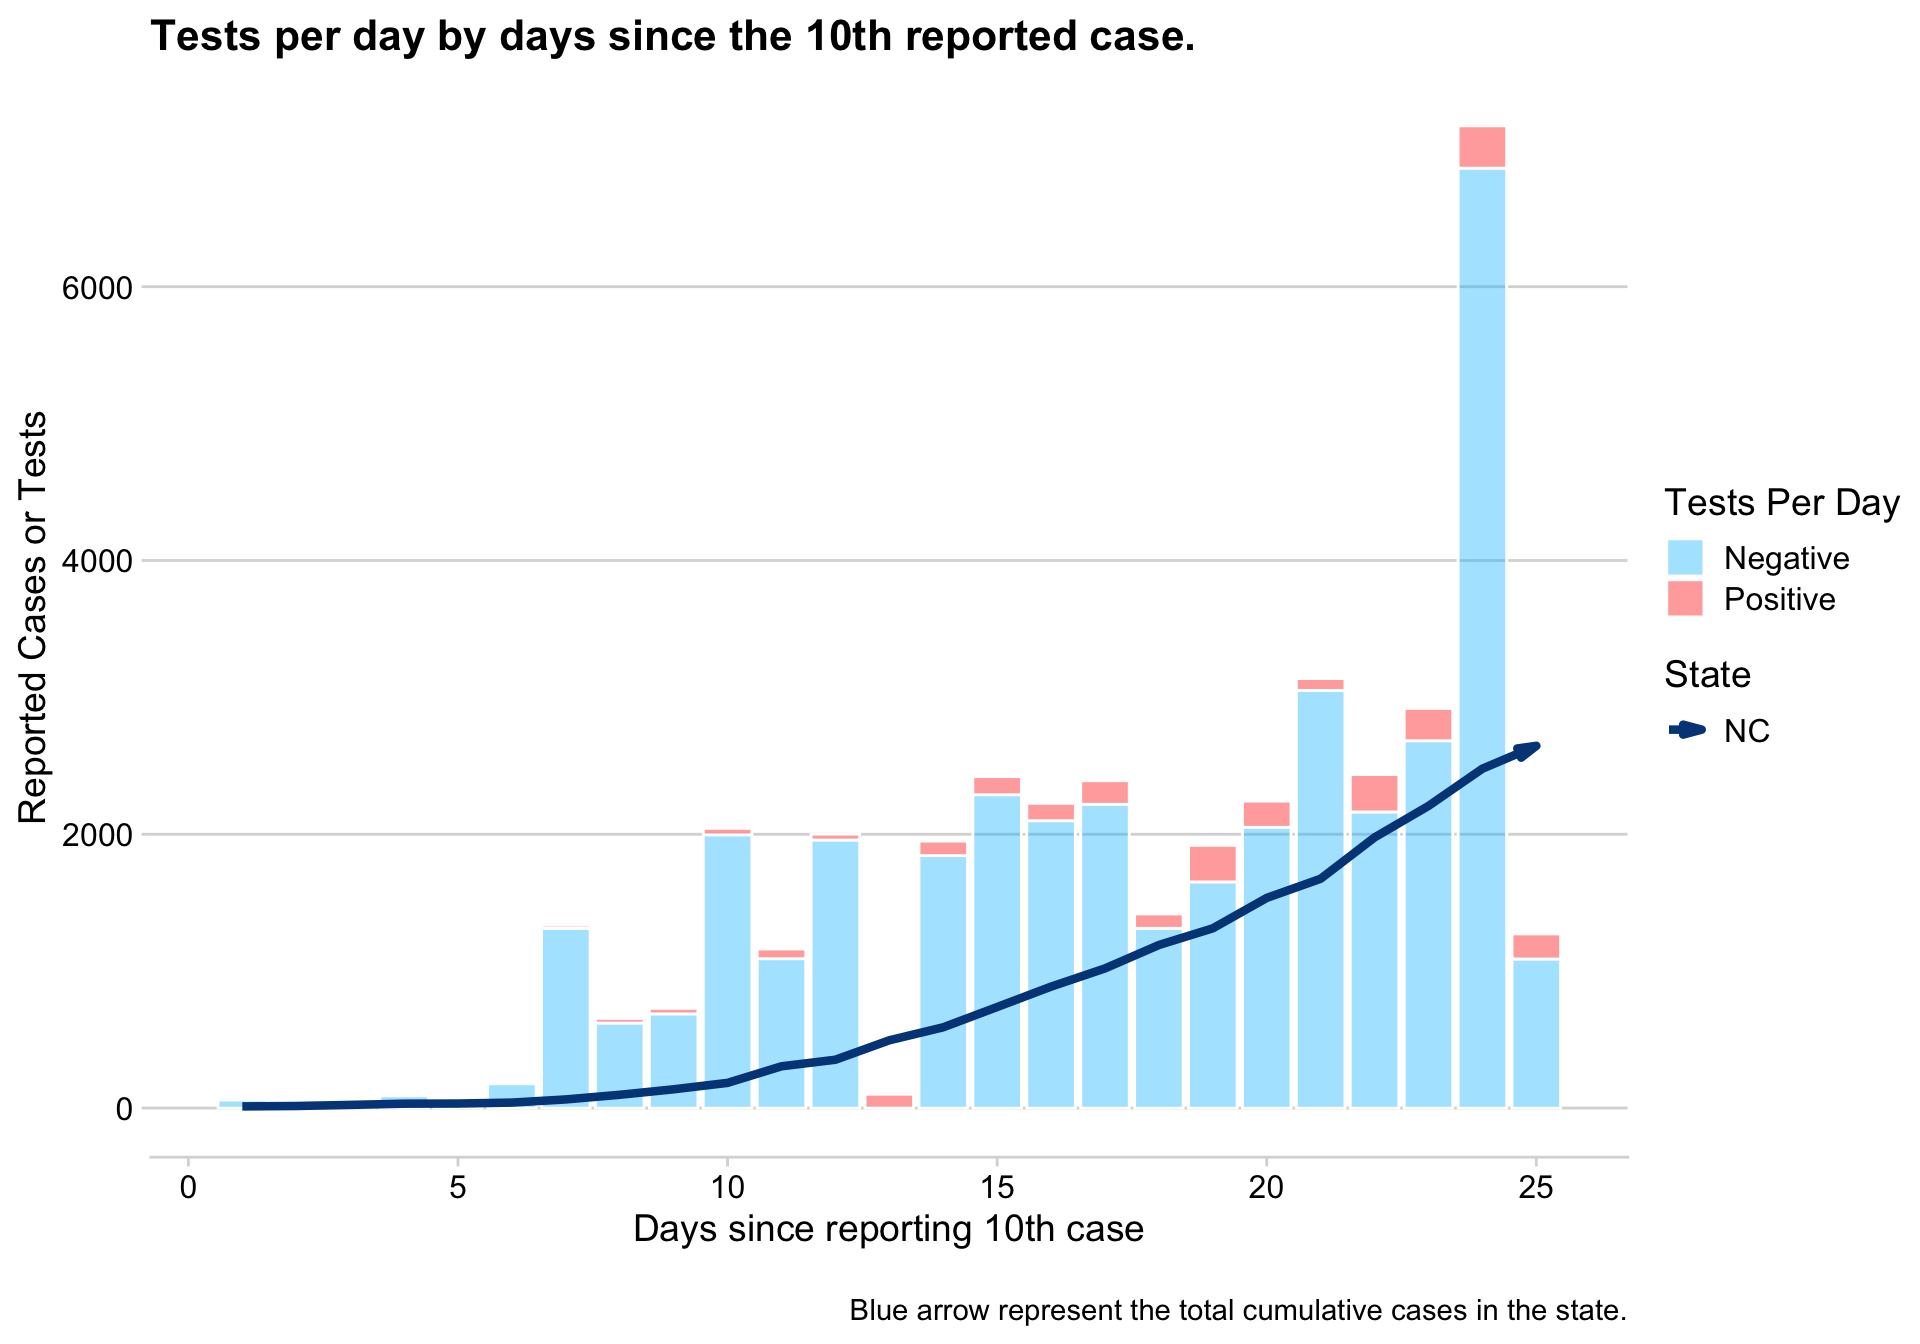 Tests per day by days since the 10th reported case.
Reported Cases or Tests
6000
4000
2000
0
0 5 10 15 20 25
Days since reporting 10th case
Tests Per Day
Negative
Positive
State
NC
Blue arrow represent the total cumulative cases in the state.